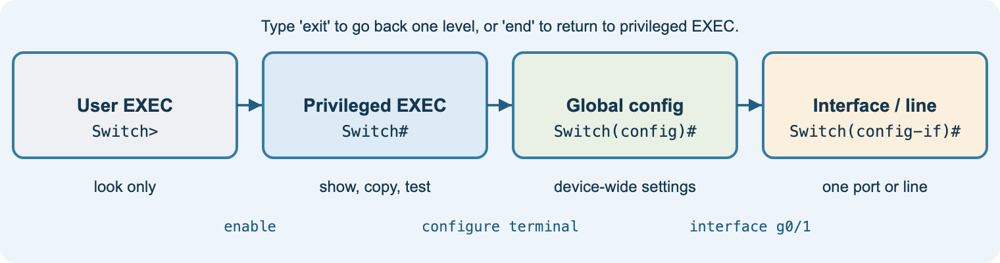 Type 'exit' to go back one level, or 'end' to return to privileged EXEC.
User EXEC
Switch>
Privileged EXEC
Switch#
Global config
Switch(config)#
Interface / line
Switch(config-if)#
look only
show, copy, test
device-wide settings
one port or line
enable
configure terminal
interface g0/1